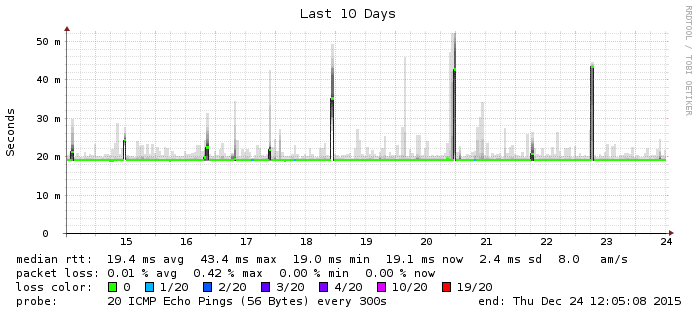 Last 10 Days
RRDTOOL / TOBI OETIKER
Seconds
50 m
40 m
30 m
20 m
10 m
0
15 16 17 18 19 20 21 22 23 24
median rtt: 19.4 ms avg 43.4 ms max 19.0 ms min 19.1 ms now 2.4 ms sd 8.0 am/s
packet loss: 0.01 % avg 0.42 % max 0.00 % min 0.00 % now
loss color: 0 1/20 2/20 3/20 4/20 10/20 19/20
probe: 20 ICMP Echo Pings (56 Bytes) every 300s end: Thu Dec 24 12:05:08 2015